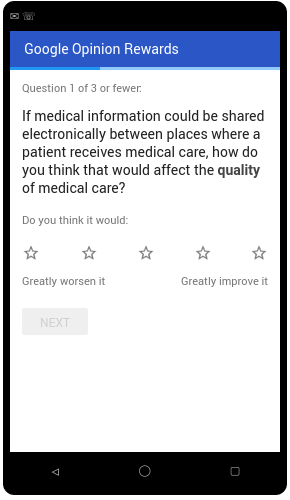 Google Opinion Rewards
Question 1 of 3 or fewer:
If medical information could be shared
electronically between places where a
patient receives medical care, how do
you think that would affect the quality
of medical care?
Do you think it would:
Greatly worsen it Greatly improve it
NEXT